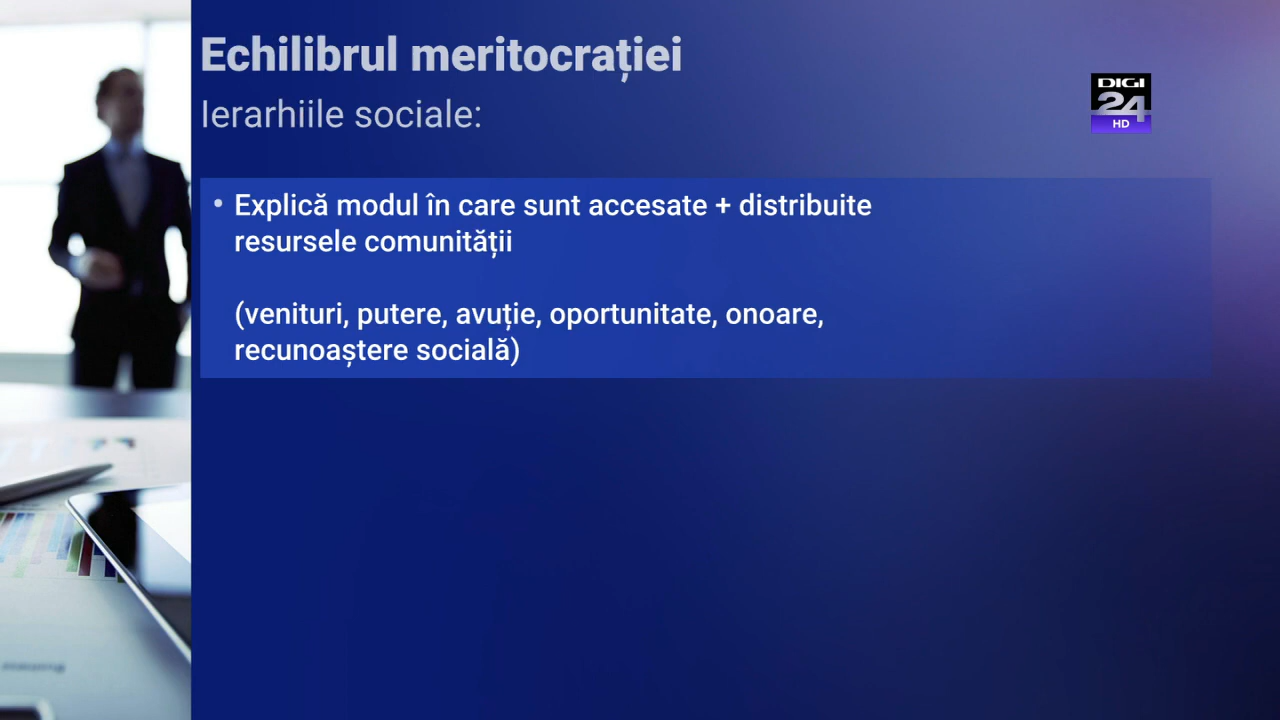 Echilibrul meritocrației
Ierarhiile sociale:
DIGI
24
HD
• Explică modul în care sunt accesate + distribuite
resursele comunității
(venituri, putere, avuție, oportunitate, onoare,
recunoaștere socială)